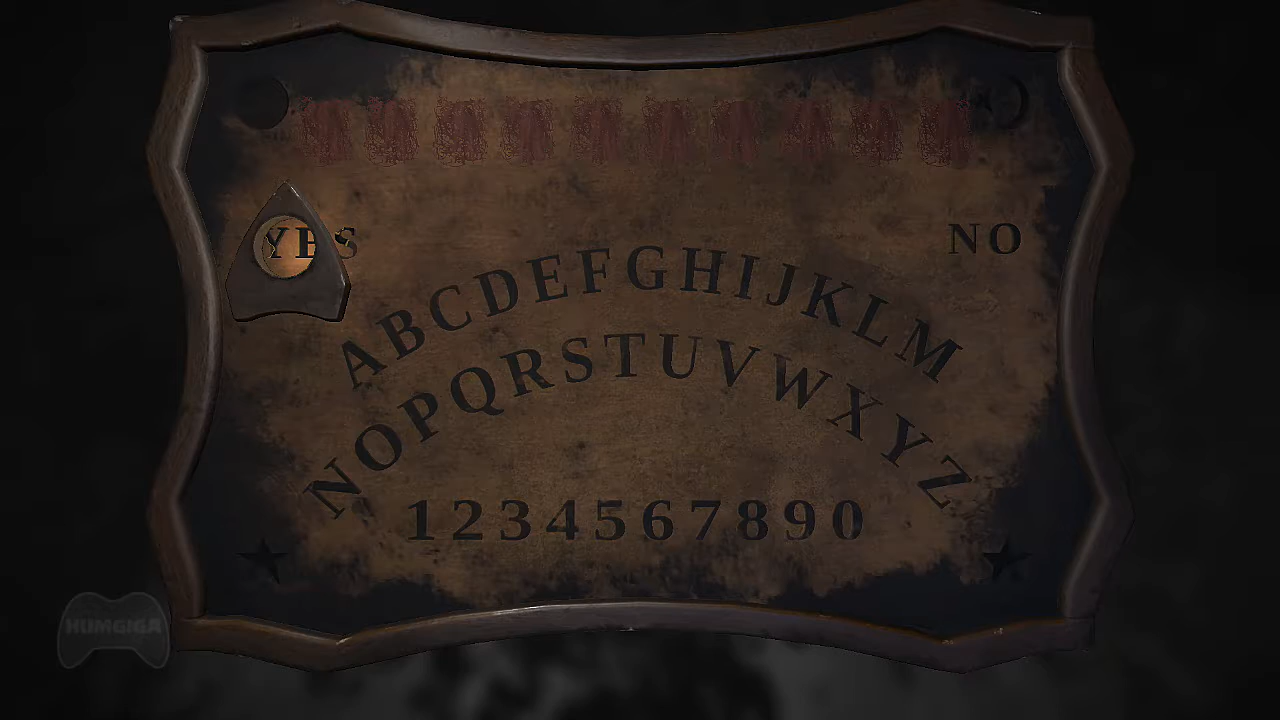 YES NO
ABCDEFGHIJKLM
NOPQRSTUVWXYZ
1234567890
HUMGIGA